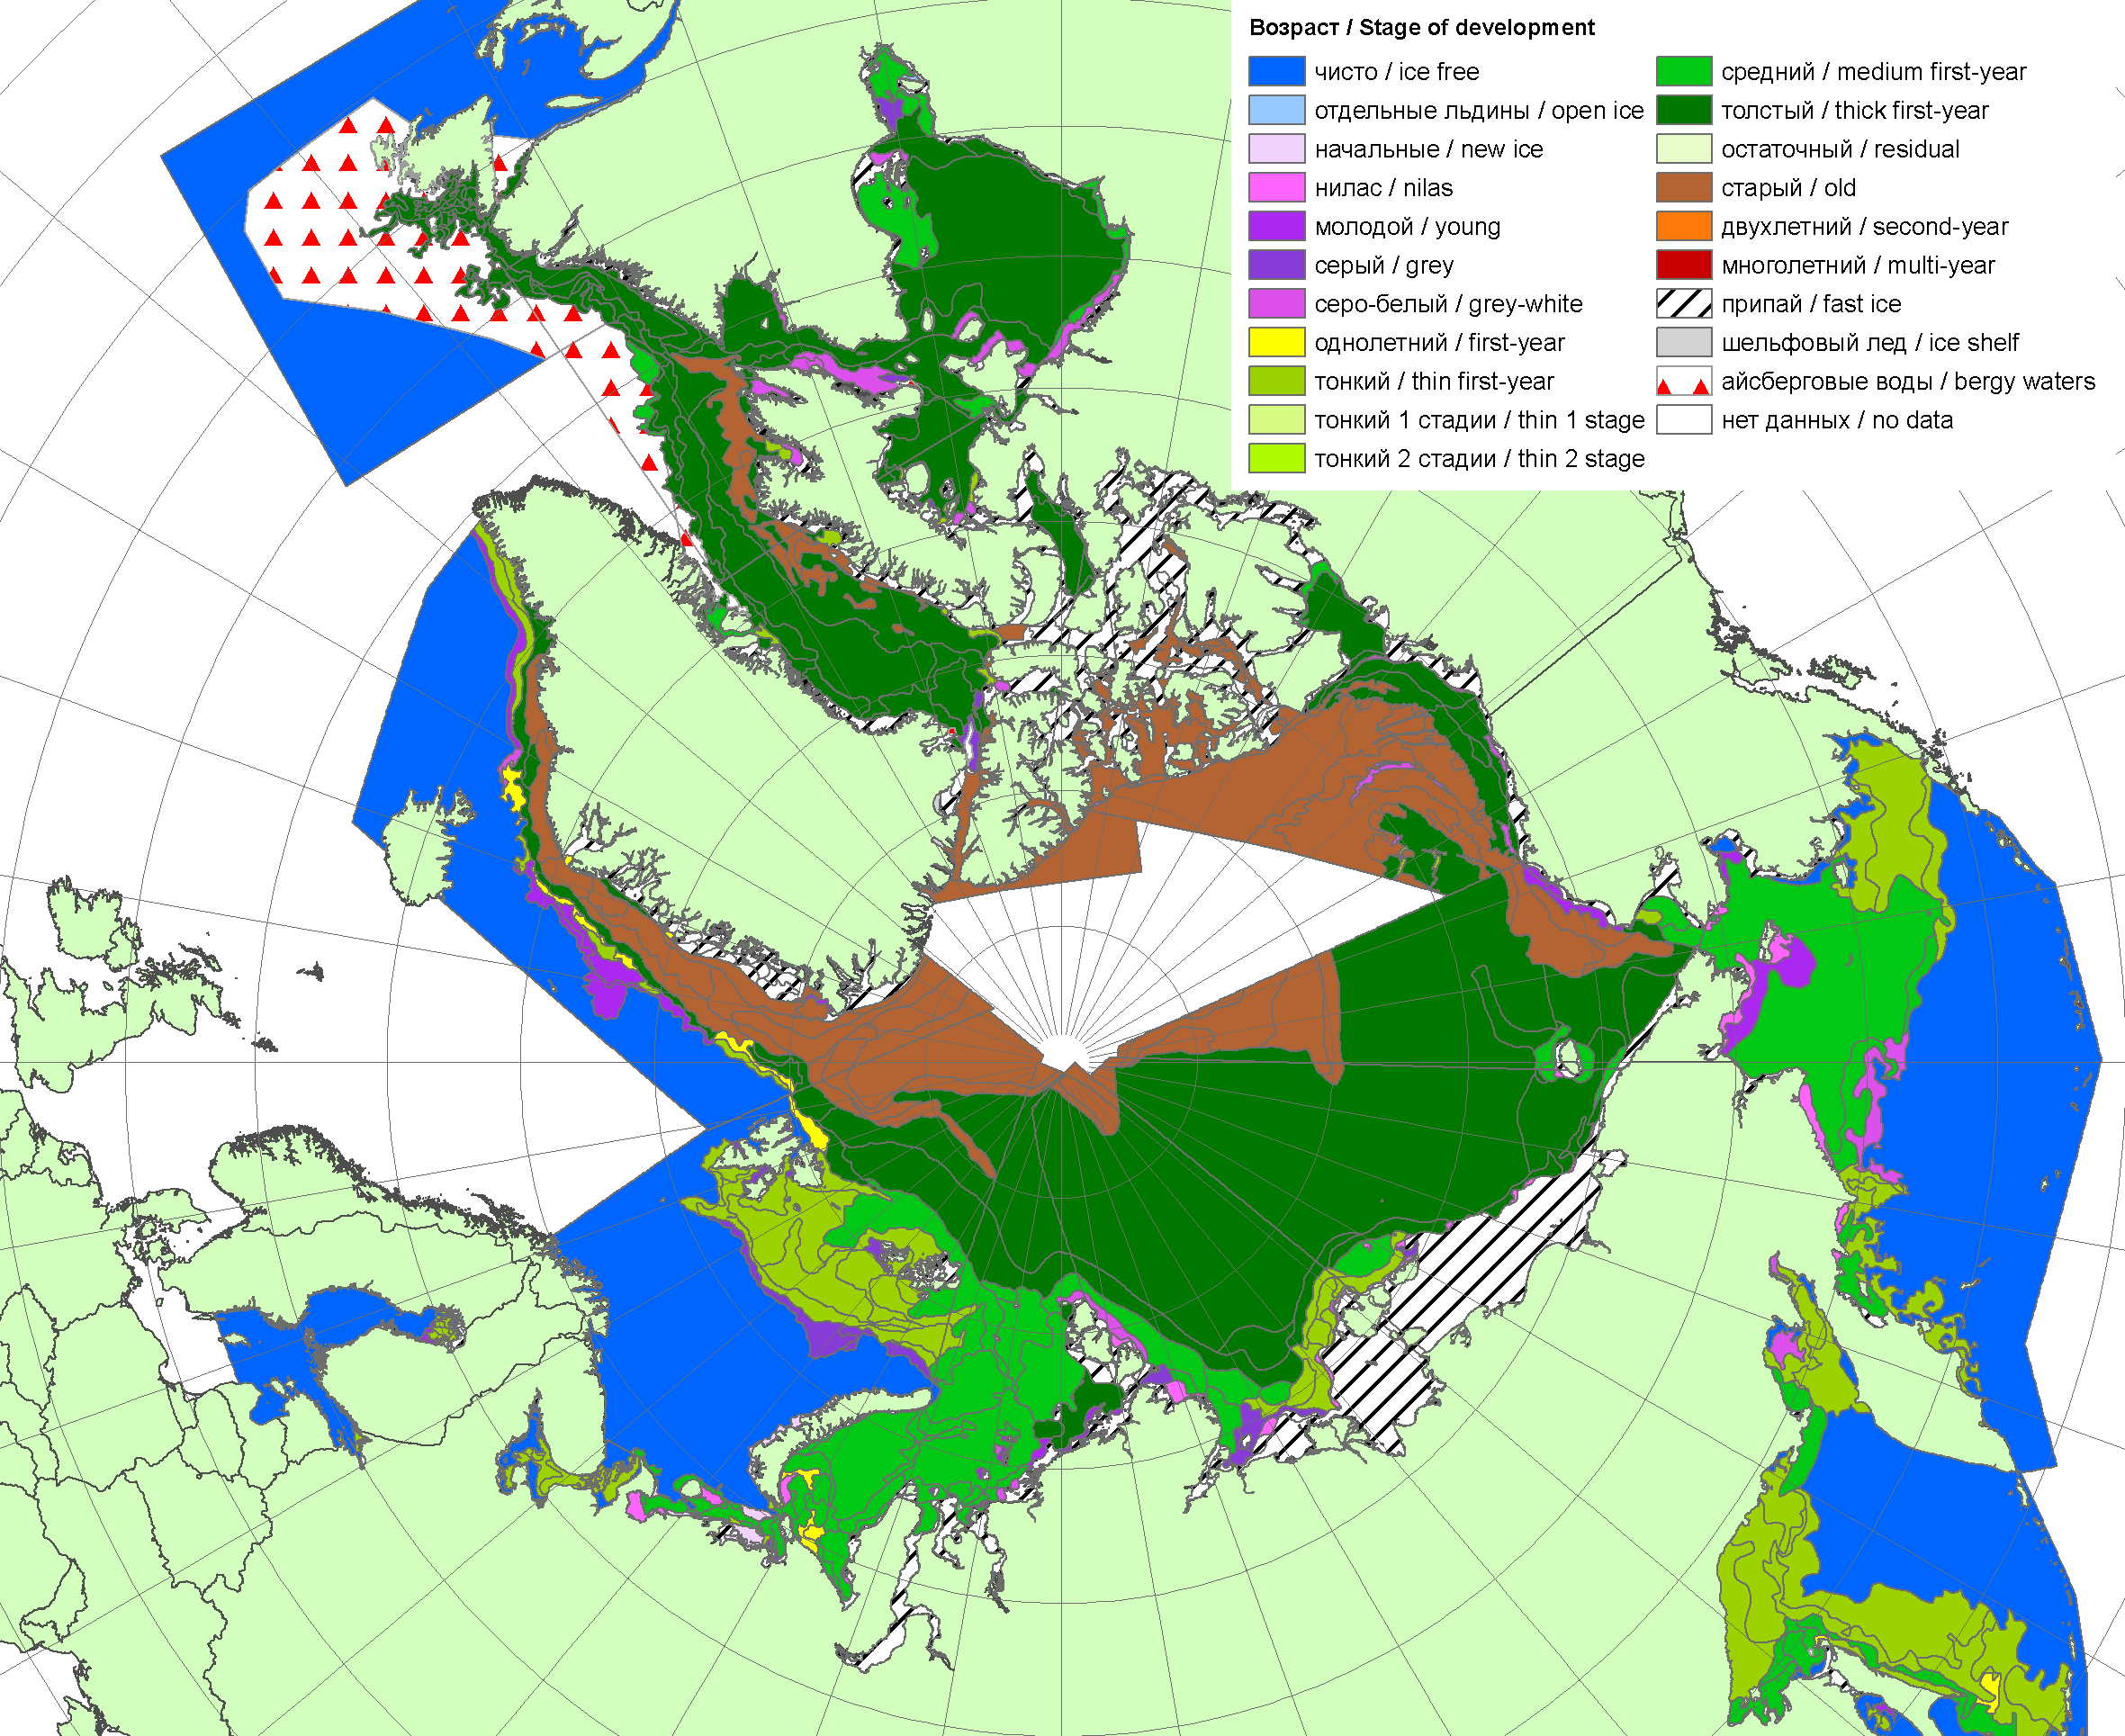 Возраст / Stage of development
чисто / ice free
отдельные льдины / open ice
начальные / new ice
нилас / nilas
молодой / young
серый / grey
серо-белый / grey-white
однолетний / first-year
тонкий / thin first-year
тонкий 1 стадии / thin 1 stage
тонкий 2 стадии / thin 2 stage
средний / medium first-year
толстый / thick first-year
остаточный / residual
старый / old
двухлетний / second-year
многолетний / multi-year
припай / fast ice
шельфовый лед / ice shelf
айсберговые воды / bergy waters
нет данных / no data